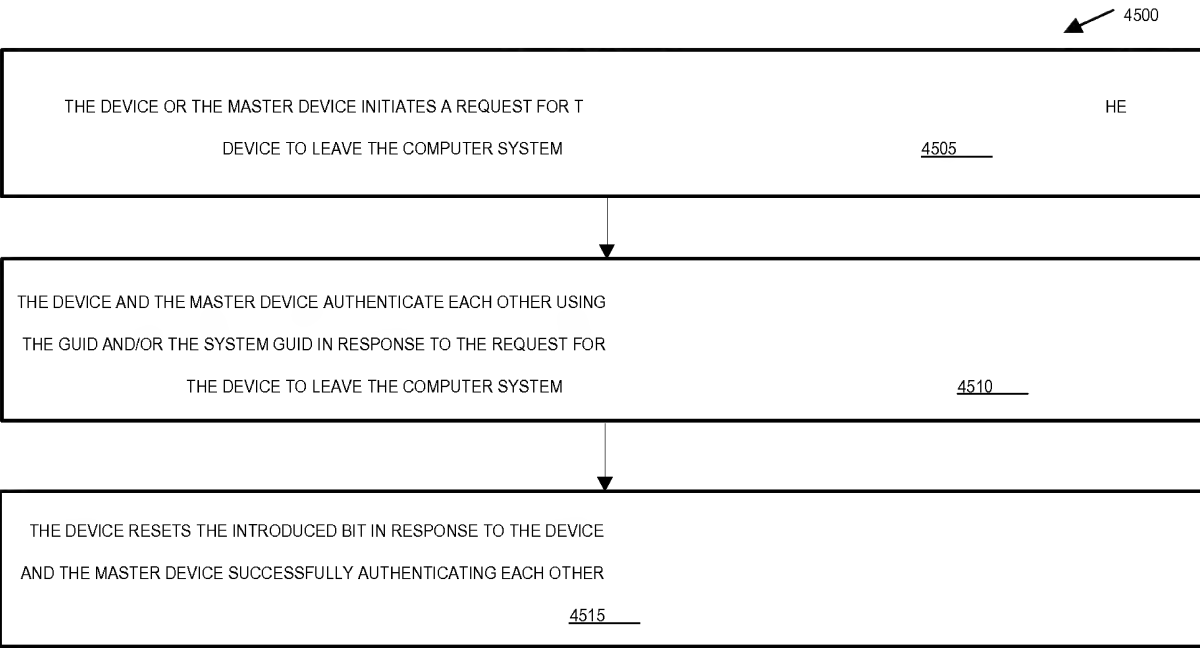 4500
THE DEVICE OR THE MASTER DEVICE INITIATES A REQUEST FOR T HE
DEVICE TO LEAVE THE COMPUTER SYSTEM 4505
THE DEVICE AND THE MASTER DEVICE AUTHENTICATE EACH OTHER USING
THE GUID AND/OR THE SYSTEM GUID IN RESPONSE TO THE REQUEST FOR
THE DEVICE TO LEAVE THE COMPUTER SYSTEM 4510
THE DEVICE RESETS THE INTRODUCED BIT IN RESPONSE TO THE DEVICE
AND THE MASTER DEVICE SUCCESSFULLY AUTHENTICATING EACH OTHER
4515